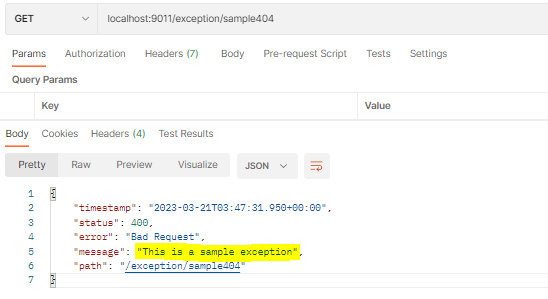 GET localhost:9011/exception/sample404
Params Authorization Headers (7) Body Pre-request Script Tests Settings
Query Params
Key Value
Body Cookies Headers (4) Test Results
Pretty Raw Preview Visualize JSON
1 {
2 "timestamp": "2023-03-21T03:47:31.950+00:00",
3 "status": 400,
4 "error": "Bad Request",
5 "message": "This is a sample exception",
6 "path": "/exception/sample404"
7 }